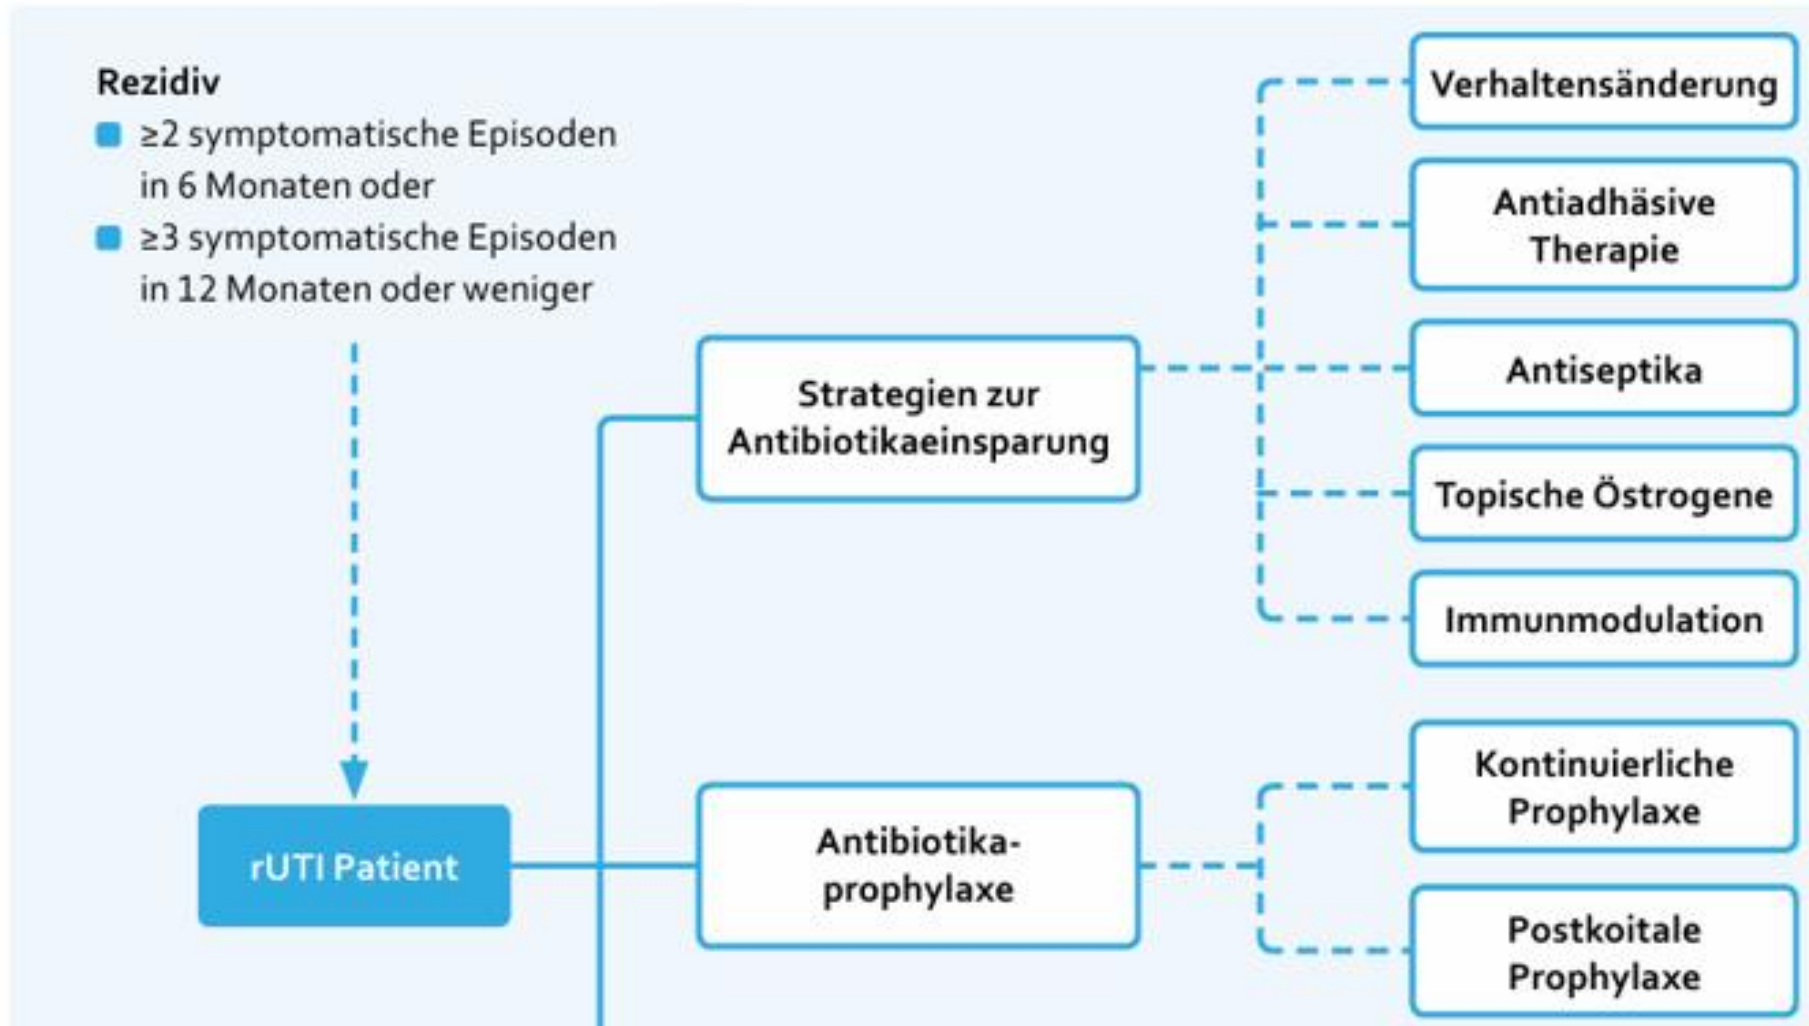 Rezidiv
≥2 symptomatische Episoden
in 6 Monaten oder
≥3 symptomatische Episoden
in 12 Monaten oder weniger
rUTI Patient
Strategien zur
Antibiotikaeinsparung
Verhaltensänderung
Antiadhäsive
Therapie
Antiseptika
Topische Östrogene
Immunmodulation
Antibiotika-
prophylaxe
Kontinuierliche
Prophylaxe
Postkoitale
Prophylaxe